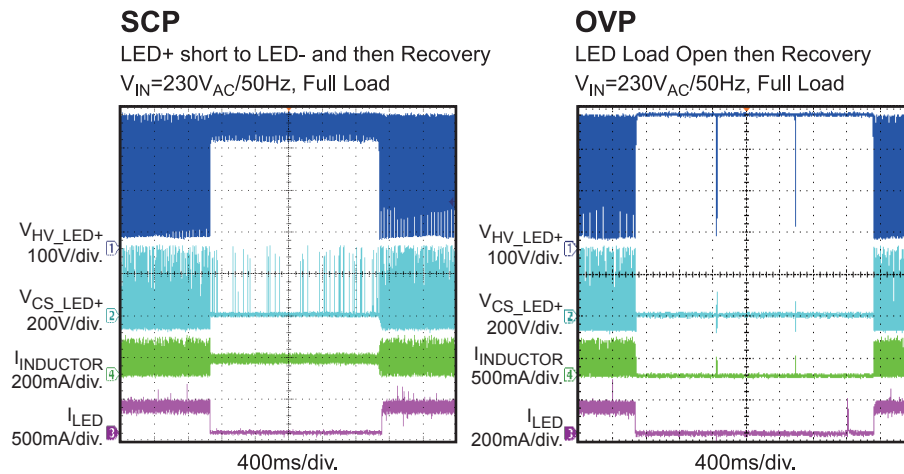 SCP
LED+ short to LED- and then Recovery
VIN=230VAC/50Hz, Full Load
VHV_LED+
100V/div.
1
VCS_LED+
200V/div.
2
IINDUCTOR
200mA/div.
4
ILED
500mA/div.
3
400ms/div.
OVP
LED Load Open then Recovery
VIN=230VAC/50Hz, Full Load
VHV_LED+
100V/div.
1
VCS_LED+
200V/div.
2
IINDUCTOR
500mA/div.
4
ILED
200mA/div.
3
400ms/div.